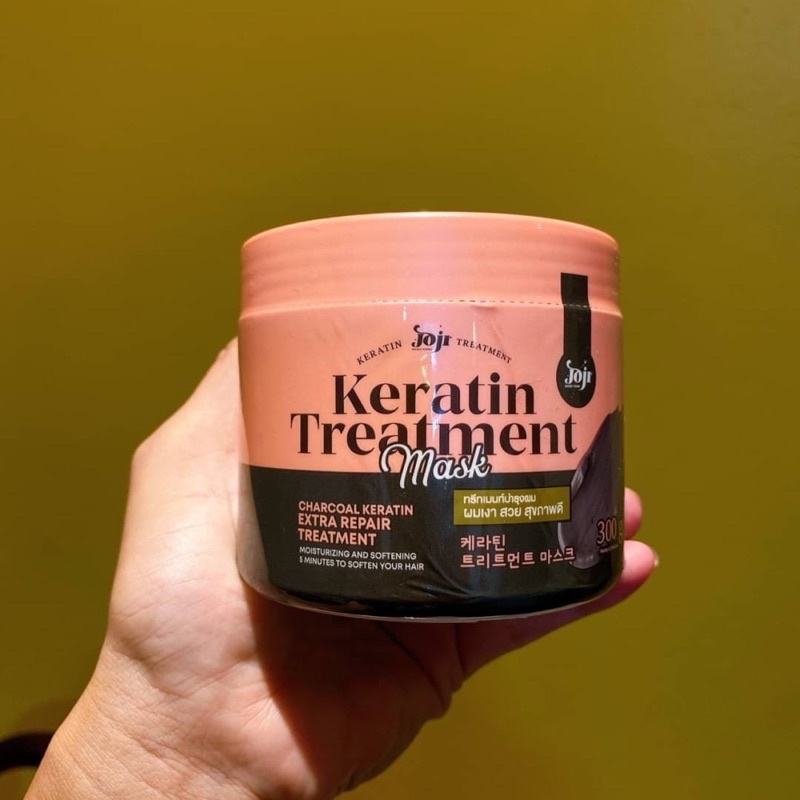 KERATIN Joji TREATMENT
Joji
Keratin
Treatment
Mask
CHARCOAL KERATIN
EXTRA REPAIR
TREATMENT
MOISTURIZING AND SOFTENING
5 MINUTES TO SOFTEN YOUR HAIR
ทรีทเมนท์บำรุงผม
ผมเงา สวย สุขภาพดี
케라틴
트리트먼트 마스크
300 g